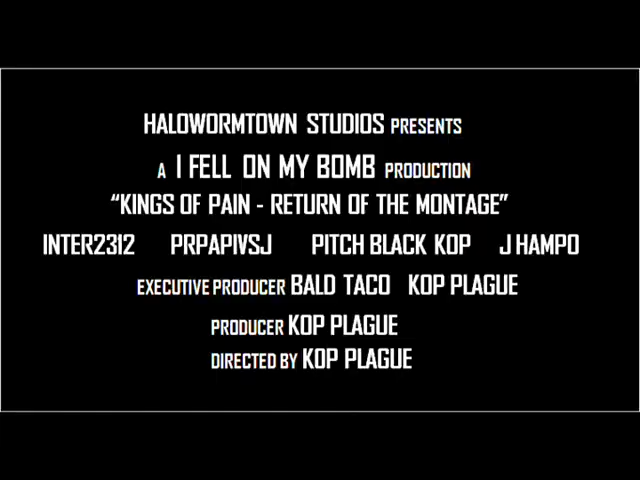 HALOWORMTOWN STUDIOS PRESENTS
A I FELL ON MY BOMB PRODUCTION
“KINGS OF PAIN - RETURN OF THE MONTAGE”
INTER2312 PRPAPIVSJ PITCH BLACK KOP J HAMPO
EXECUTIVE PRODUCER BALD TACO KOP PLAGUE
PRODUCER KOP PLAGUE
DIRECTED BY KOP PLAGUE